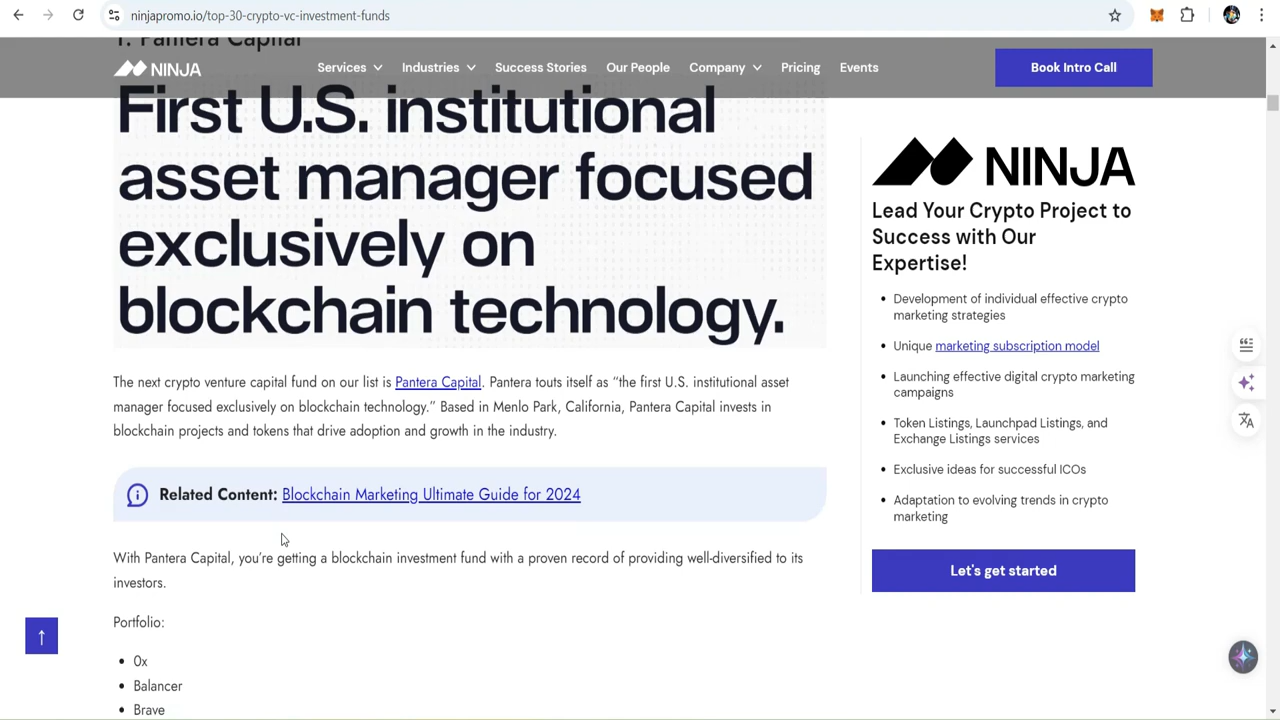 ninjapromo.io/top-30-crypto-vc-investment-funds
1. Pantera Capital
NINJA
Services
Industries
Success Stories
Our People
Company
Pricing
Events
Book Intro Call
First U.S. institutional
asset manager focused
exclusively on
blockchain technology.
The next crypto venture capital fund on our list is Pantera Capital. Pantera touts itself as “the first U.S. institutional asset
manager focused exclusively on blockchain technology.” Based in Menlo Park, California, Pantera Capital invests in
blockchain projects and tokens that drive adoption and growth in the industry.
Related Content: Blockchain Marketing Ultimate Guide for 2024
With Pantera Capital, you’re getting a blockchain investment fund with a proven record of providing well-diversified to its
investors.
Portfolio:
0x
Balancer
Brave
NINJA
Lead Your Crypto Project to
Success with Our
Expertise!
Development of individual effective crypto
marketing strategies
Unique marketing subscription model
Launching effective digital crypto marketing
campaigns
Token Listings, Launchpad Listings, and
Exchange Listings services
Exclusive ideas for successful ICOs
Adaptation to evolving trends in crypto
marketing
Let's get started